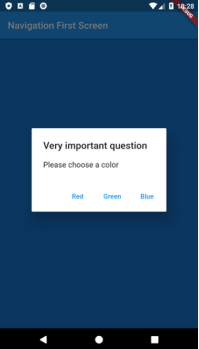 10:28
Navigation First Screen
Very important question
Please choose a color
Red Green Blue